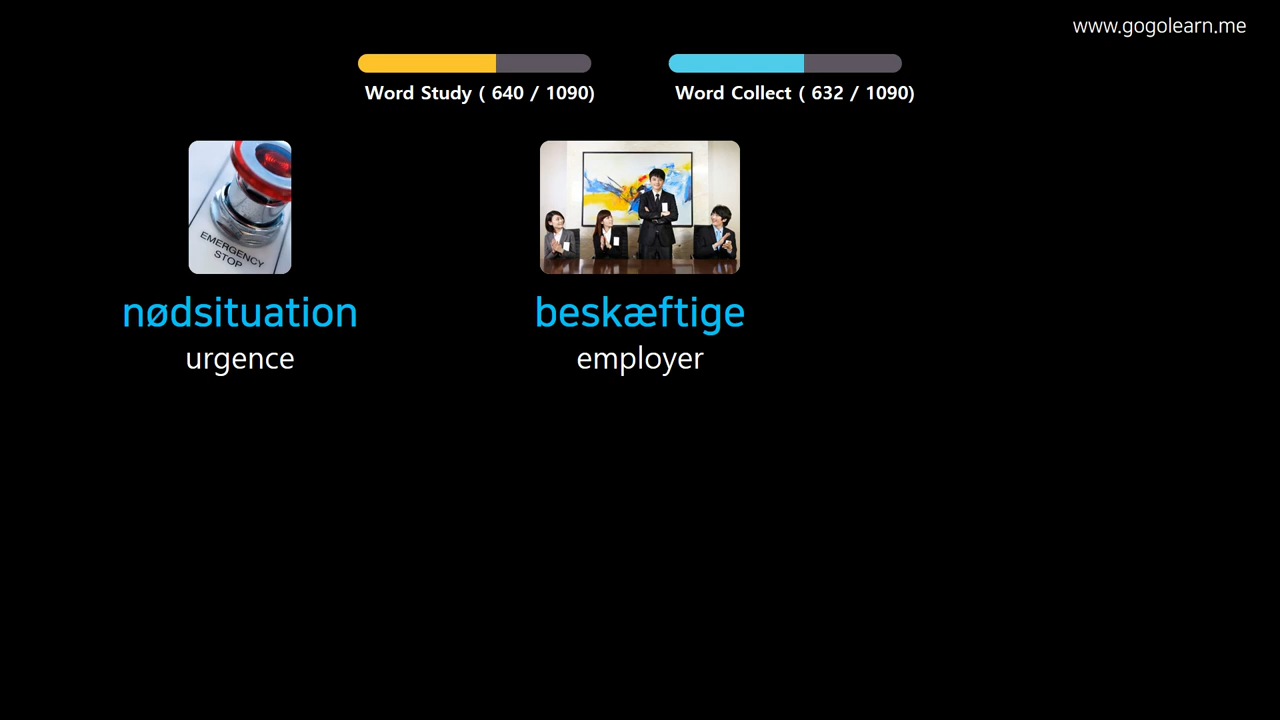 www.gogolearn.me
Word Study ( 640 / 1090)
Word Collect ( 632 / 1090)
EMERGENCY
STOP
nødsituation
beskæftige
urgence
employer